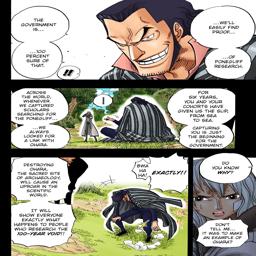 THE
GOVERNMENT
IS....
...100
PERCENT
SURE OF
THAT.
!!
...WE'LL
EASILY FIND
PROOF...
...OF
PONEGLIFF
RESEARCH.
ACROSS
THE WORLD,
WHENEVER
WE CAPTURED
SCHOLARS
SEARCHING FOR
THE PONEGLIFF...
...WE
ALWAYS
LOOKED FOR
A LINK WITH
OHARA.
!
FOR
SIX YEARS,
YOU AND YOUR
COHORTS HAVE
GIVEN US THE SLIP,
FROM SEA
TO SEA.
CAPTURING
YOU IS JUST
THE BEGINNING
FOR THE
GOVERNMENT!
DESTROYING
OHARA,
THE SACRED SITE
OF ARCHAEOLOGY,
WILL CAUSE AN
UPROAR IN THE
SCIENTIFIC
WORLD.
IT WILL
SHOW EVERYONE
EXACTLY WHAT
HAPPENS TO PEOPLE
WHO RESEARCH THE
100-YEAR VOID!!
BWA
HA
HA!
EXACTLY!!
DO YOU
KNOW
WHY?
DON'T
TELL ME...
IT WAS TO MAKE
AN EXAMPLE OF
OHARA?